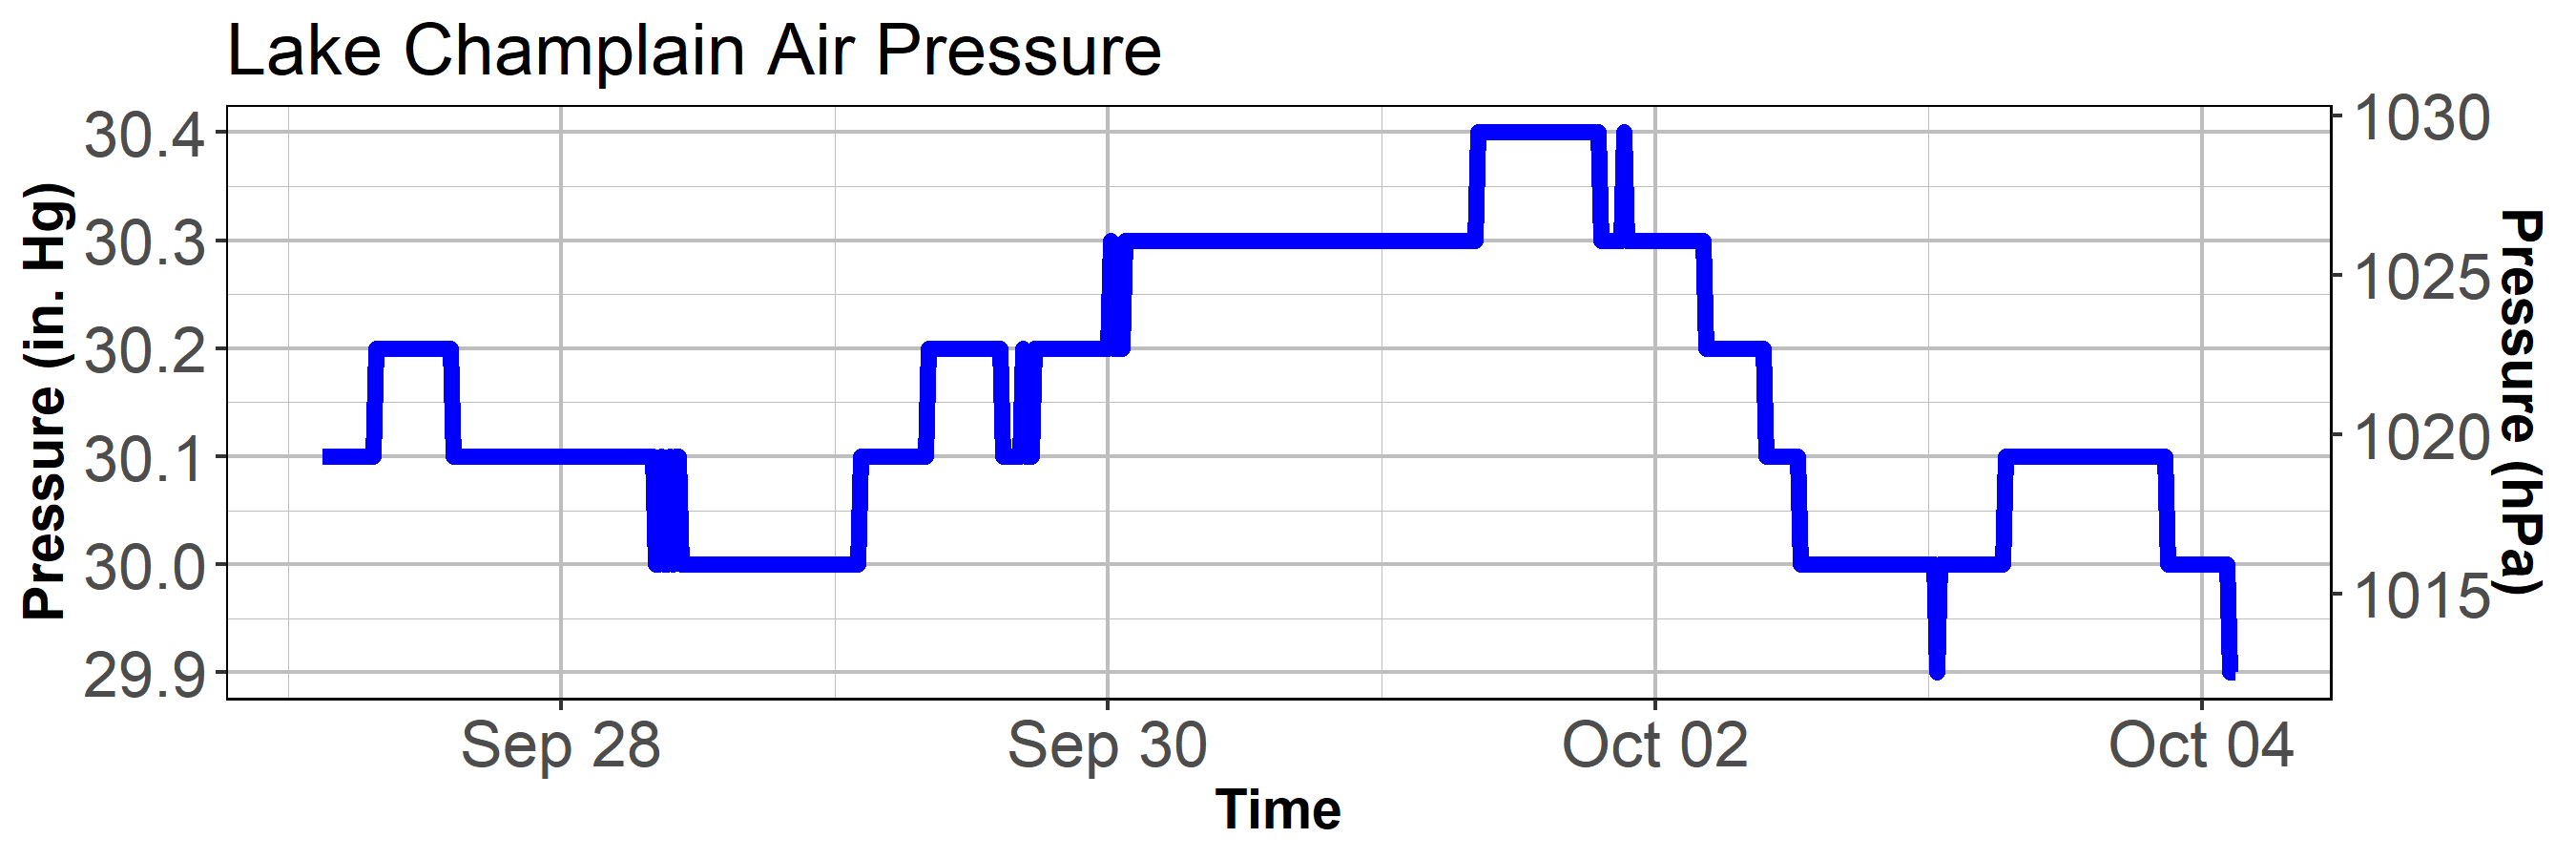 Lake Champlain Air Pressure
Pressure (in. Hg)
30.4
30.3
30.2
30.1
30.0
29.9
1030
1025
1020
1015
Pressure (hPa)
Sep 28
Sep 30
Oct 02
Oct 04
Time